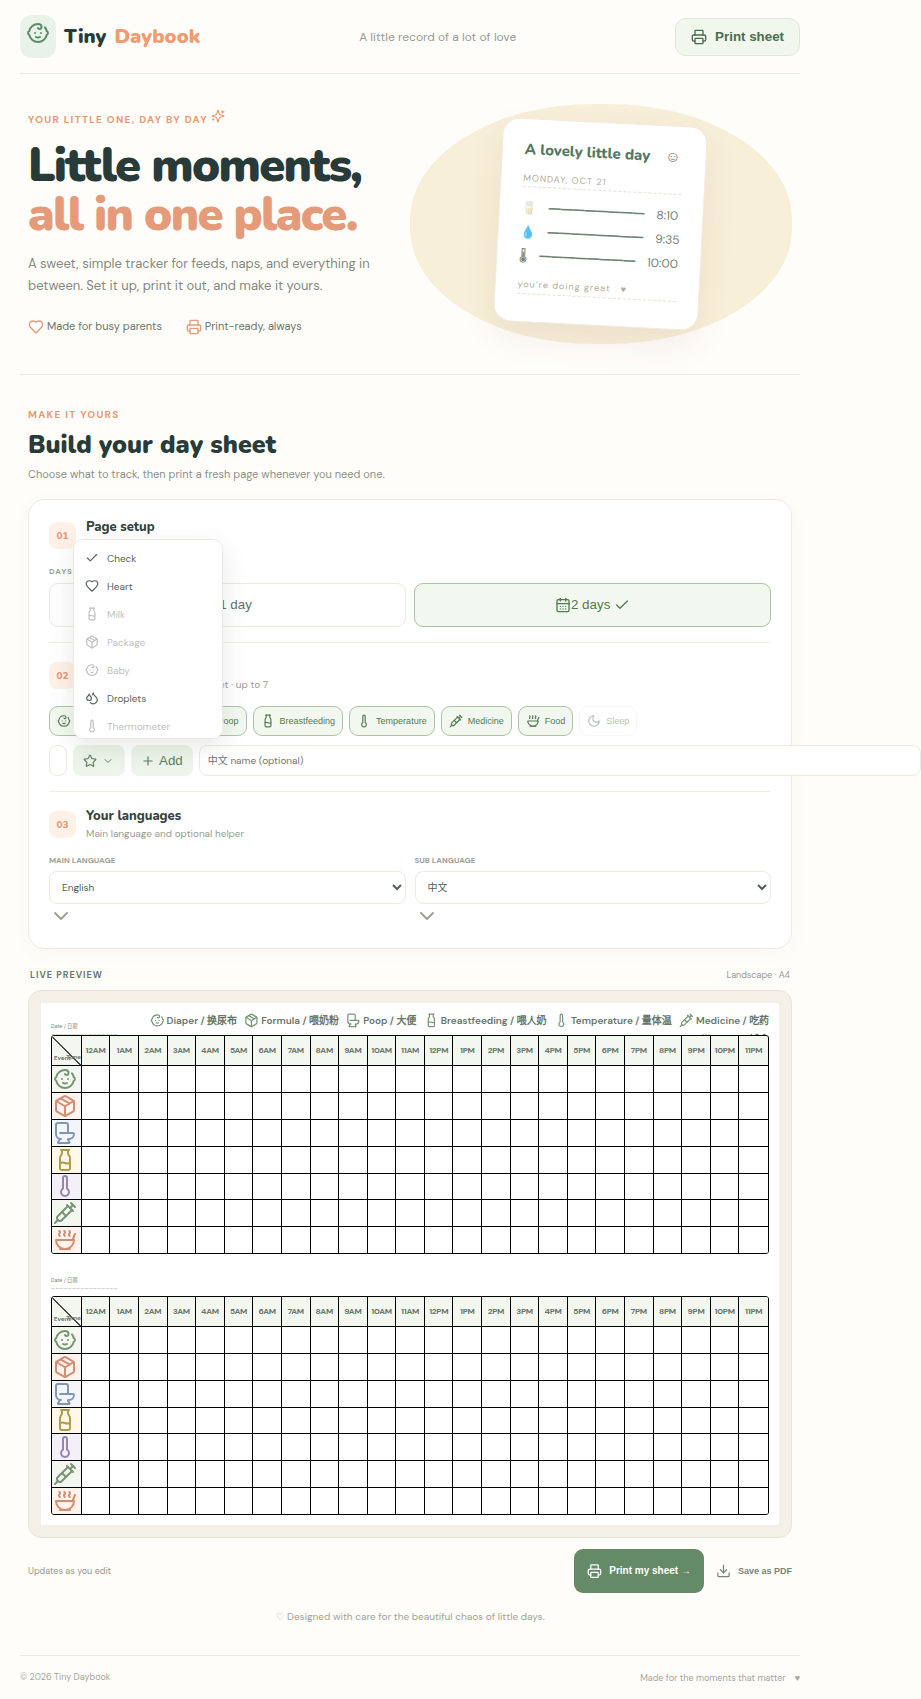 Tiny Daybook
A little record of a lot of love
Print sheet
YOUR LITTLE ONE, DAY BY DAY
Little moments,
all in one place.
A sweet, simple tracker for feeds, naps, and everything in
between. Set it up, print it out, and make it yours.
Made for busy parents
Print-ready, always
A lovely little day ☺
MONDAY, OCT 21
8:10
9:35
10:00
you're doing great ♥
MAKE IT YOURS
Build your day sheet
Choose what to track, then print a fresh page whenever you need one.
01
Page setup
DAYS
1 day
2 days
Check
Heart
Milk
Package
Baby
Droplets
Thermometer
02
· up to 7
oop
Breastfeeding
Temperature
Medicine
Food
Sleep
+ Add
中文 name (optional)
03
Your languages
Main language and optional helper
MAIN LANGUAGE
SUB LANGUAGE
English
中文
LIVE PREVIEW
Landscape · A4
Date / 日期
Diaper / 换尿布 Formula / 喂奶粉 Poop / 大便 Breastfeeding / 喂人奶 Temperature / 量体温 Medicine / 吃药
12AM 1AM 2AM 3AM 4AM 5AM 6AM 7AM 8AM 9AM 10AM 11AM 12PM 1PM 2PM 3PM 4PM 5PM 6PM 7PM 8PM 9PM 10PM 11PM
Date / 日期
12AM 1AM 2AM 3AM 4AM 5AM 6AM 7AM 8AM 9AM 10AM 11AM 12PM 1PM 2PM 3PM 4PM 5PM 6PM 7PM 8PM 9PM 10PM 11PM
Updates as you edit
Print my sheet →
Save as PDF
♡ Designed with care for the beautiful chaos of little days.
© 2026 Tiny Daybook
Made for the moments that matter ♥